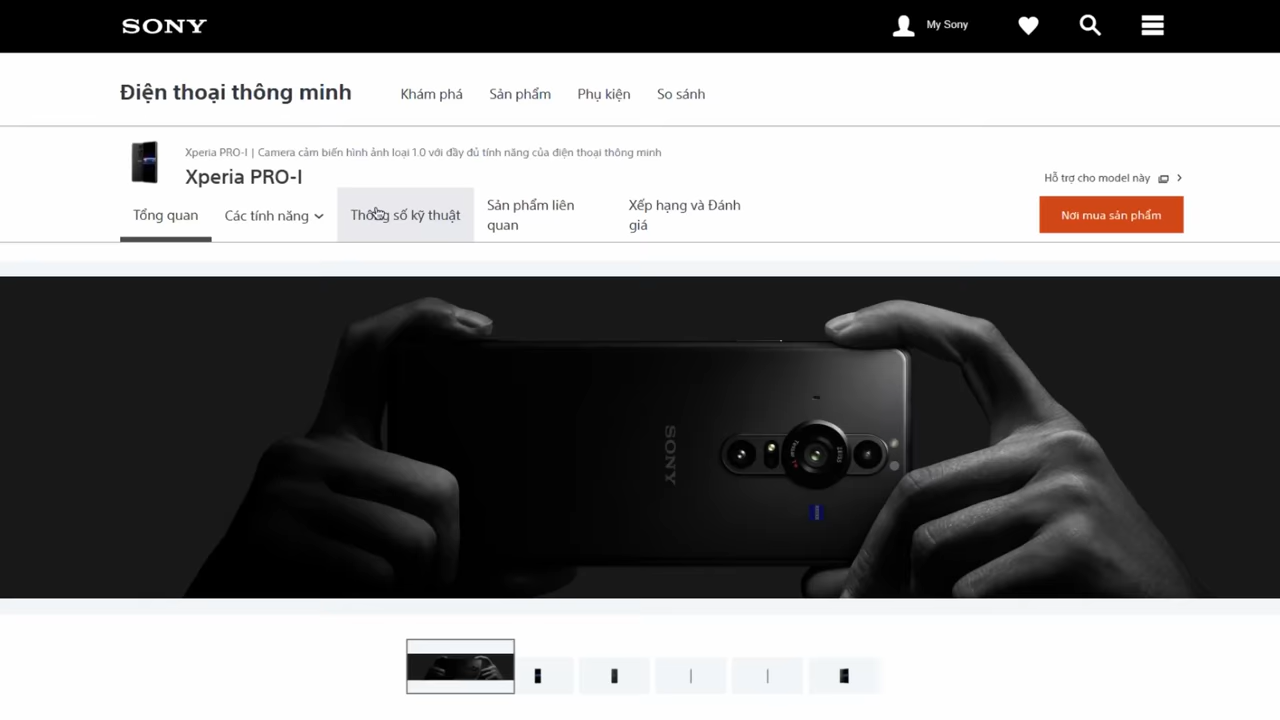 SONY
My Sony
Điện thoại thông minh
Khám phá
Sản phẩm
Phụ kiện
So sánh
Xperia PRO-I | Camera cảm biến hình ảnh loại 1.0 với đầy đủ tính năng của điện thoại thông minh
Xperia PRO-I
Hỗ trợ cho model này
Tổng quan
Các tính năng
Thông số kỹ thuật
Sản phẩm liên
quan
Xếp hạng và Đánh
giá
Nơi mua sản phẩm
SONY